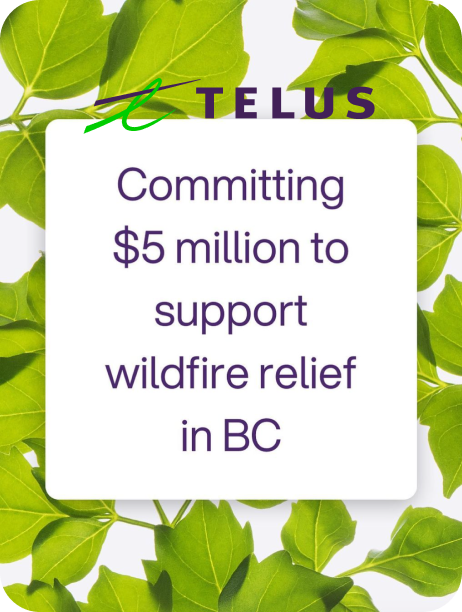 TELUS
Committing
$5 million to
support
wildfire relief
in BC